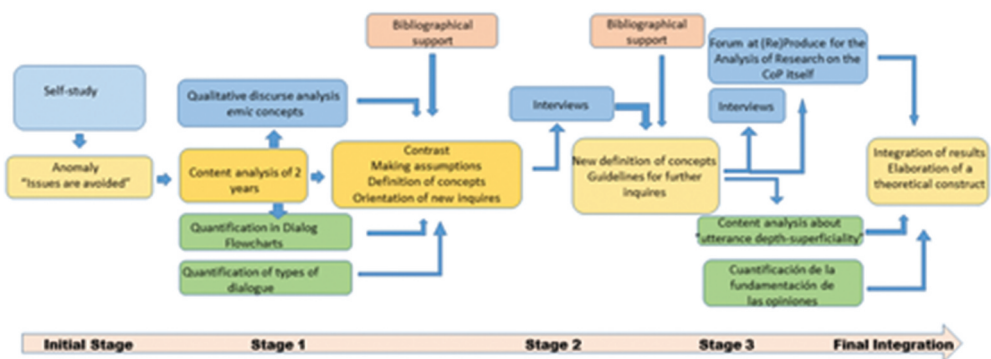 Self-study
Anomaly
"Issues are avoided"
Qualitative discourse analysis
emic concepts
Content analysis of 2
years
Quantification in Dialog
Flowcharts
Quantification of types of
dialogue
Bibliographical
support
Contrast
Making assumptions
Definition of concepts
Orientation of new inquires
Interviews
Bibliographical
support
New definition of concepts
Guidelines for further
inquires
Forum at (Re)Produce for the
Analysis of Research on the
CoP itself
Interviews
Content analysis about
"utterance depth-superficiality"
Cuantificación de la
fundamentación de
las opiniones
Integration of results
Elaboration of a
theoretical construct
Initial Stage
Stage 1
Stage 2
Stage 3
Final Integration